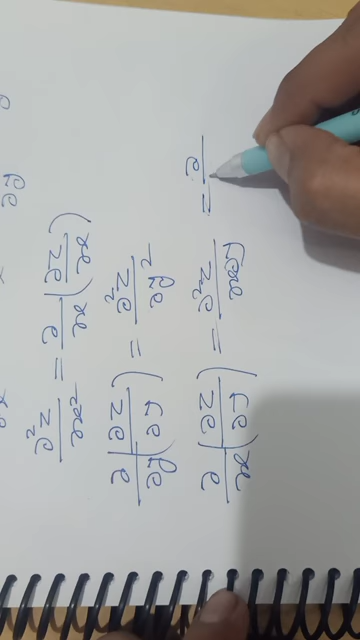 ∂²z/∂x² = ∂/∂x (∂z/∂x)
∂/∂y (∂z/∂y) = ∂²z/∂y²
∂/∂x (∂z/∂y) = ∂²z/∂x∂y = ∂